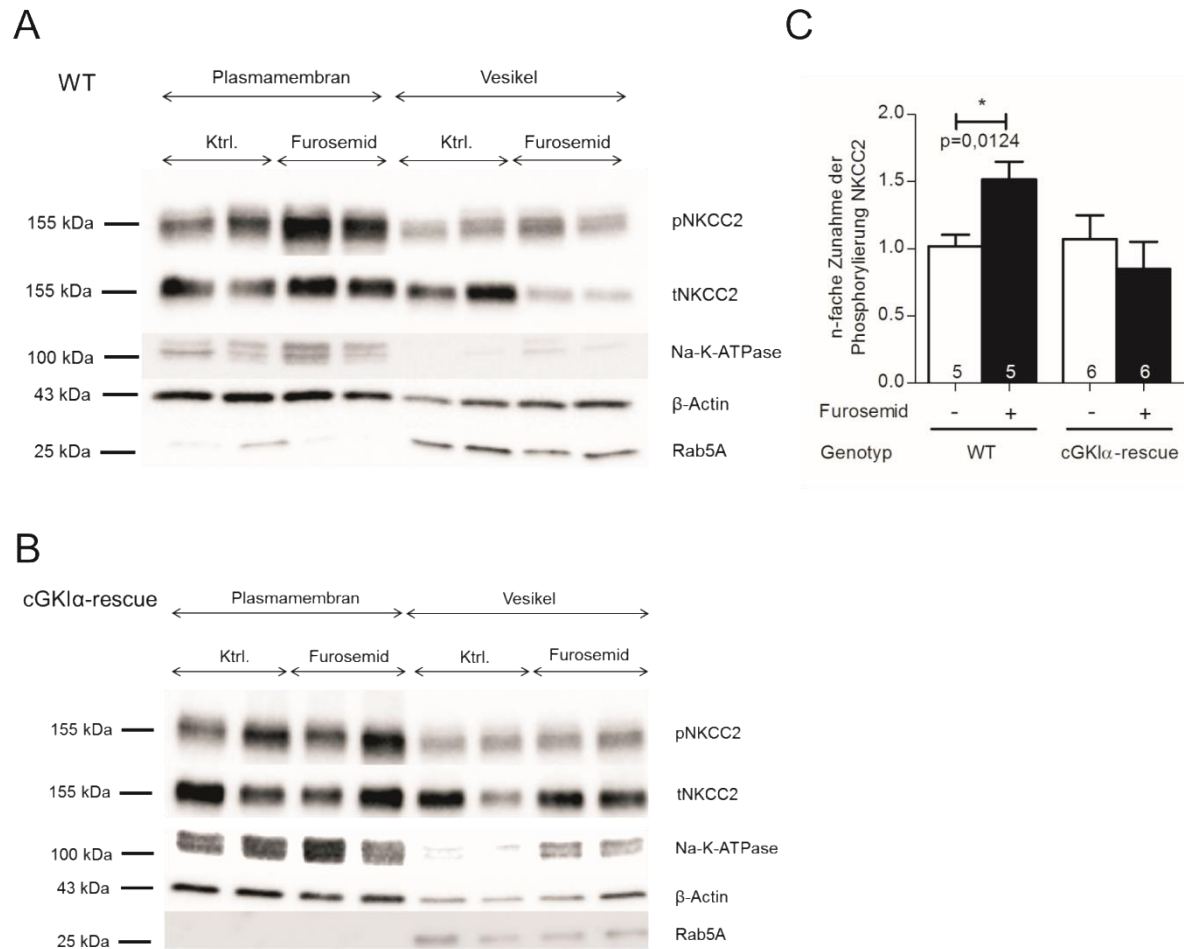 A
WT
Plasmamembran Vesikel
Ktrl. Furosemid Ktrl. Furosemid
155 kDa pNKCC2
155 kDa tNKCC2
100 kDa Na-K-ATPase
43 kDa β-Actin
25 kDa Rab5A
B
cGKIα-rescue
Plasmamembran Vesikel
Ktrl. Furosemid Ktrl. Furosemid
155 kDa pNKCC2
155 kDa tNKCC2
100 kDa Na-K-ATPase
43 kDa β-Actin
25 kDa Rab5A
C
n-fache Zunahme der
Phosphorylierung NKCC2
2.0
1.5
1.0
0.5
0.0
*
p=0,0124
5 5 6 6
Furosemid - + - +
Genotyp WT cGKIα-rescue